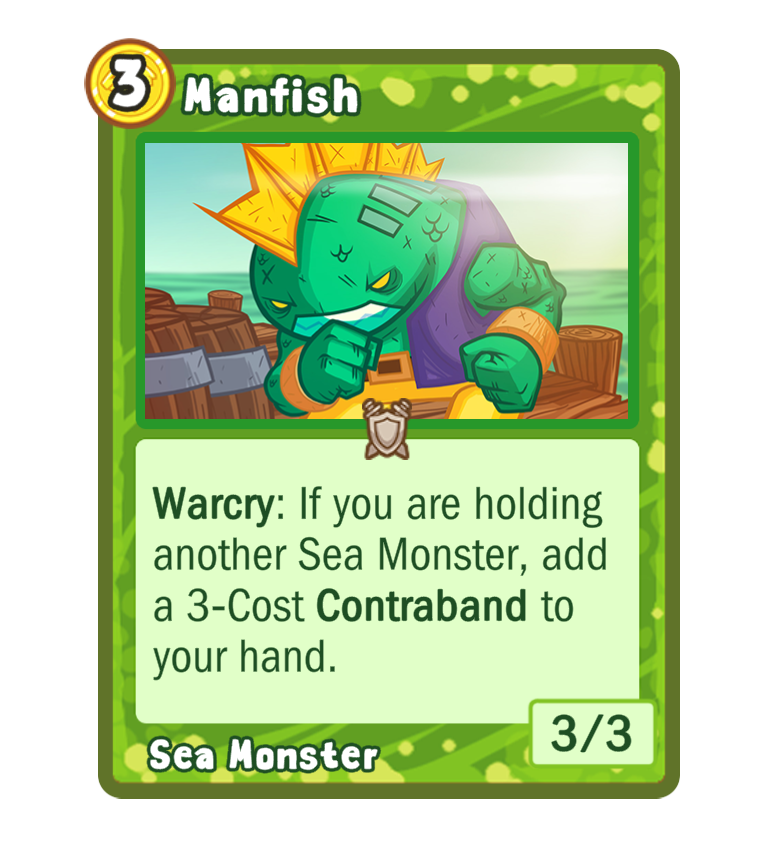 3
Manfish
Warcry: If you are holding
another Sea Monster, add
a 3-Cost Contraband to
your hand.
3/3
Sea Monster